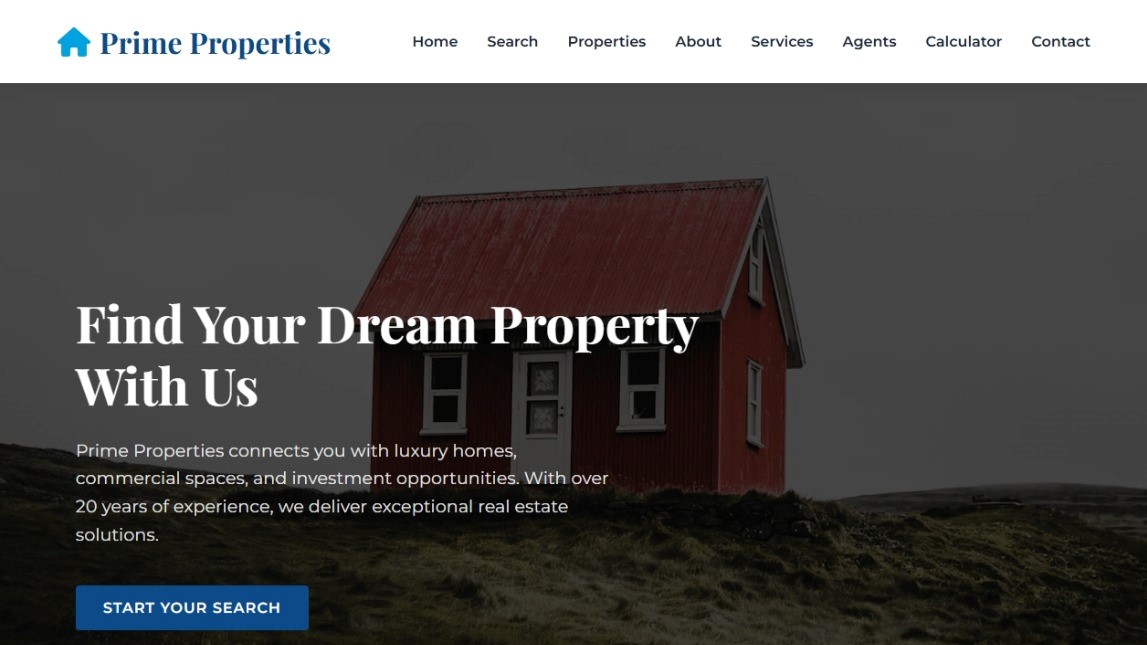 Prime Properties
Home Search Properties About Services Agents Calculator Contact
Find Your Dream Property
With Us
Prime Properties connects you with luxury homes,
commercial spaces, and investment opportunities. With over
20 years of experience, we deliver exceptional real estate
solutions.
START YOUR SEARCH